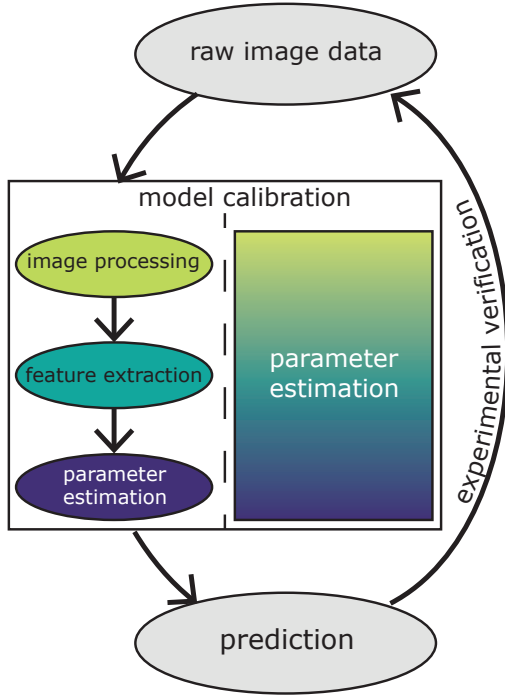 raw image data
model calibration
image processing
feature extraction
parameter
estimation
parameter
estimation
experimental verification
prediction